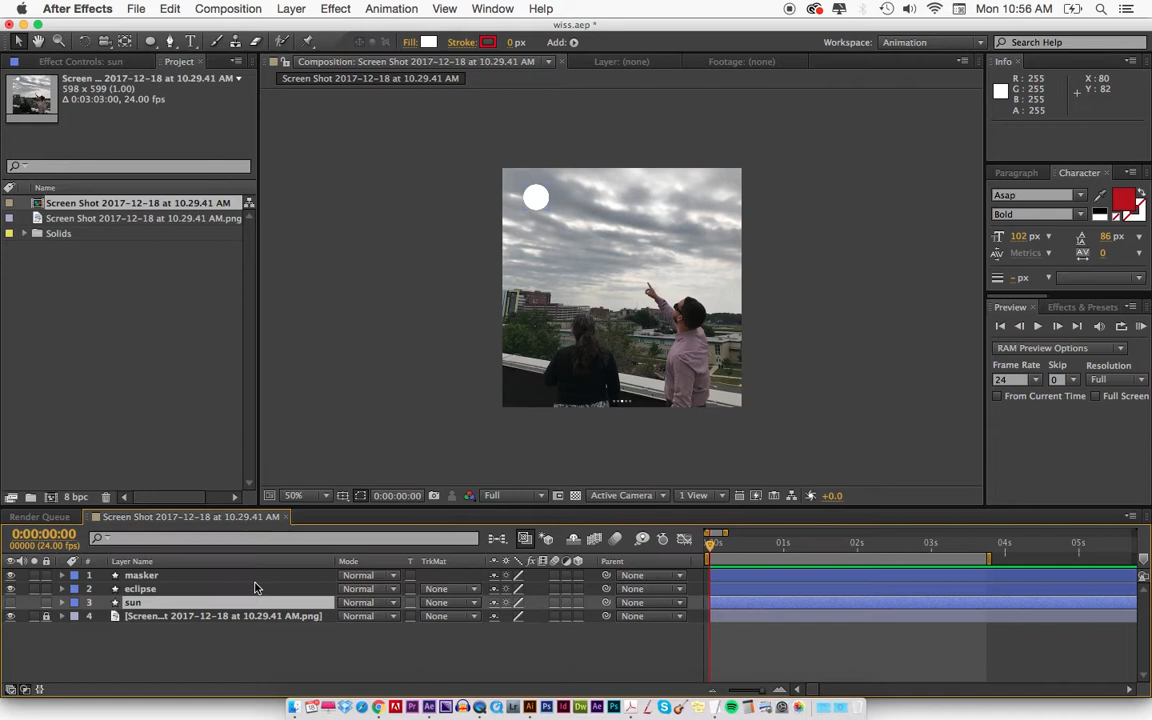 After Effects File Edit Composition Layer Effect Animation View Window Help Mon 10:56 AM
wiss.aep *
Fill: Stroke: 0 px Add: Workspace: Animation Search Help
Effect Controls: sun Project Composition: Screen Shot 2017-12-18 at 10.29.41 AM Layer: (none) Footage: (none) Info
Screen ... 2017-12-18 at 10.29.41 AM
598 x 599 (1.00)
Δ 0:03:03:00, 24.00 fps
Screen Shot 2017-12-18 at 10.29.41 AM
R: 255
G: 255
B: 255
A: 255
X: 80
Y: 82
Name
Screen Shot 2017-12-18 at 10.29.41 AM
Screen Shot 2017-12-18 at 10.29.41 AM.png
Solids
Paragraph Character
Asap
Bold
102 px 86 px
Metrics AV 0
- px
Preview Effects & Presets
RAM Preview Options
Frame Rate Skip Resolution
24 0 Full
From Current Time Full Screen
8 bpc 50% 0:00:00:00 Full Active Camera 1 View +0.0
Render Queue Screen Shot 2017-12-18 at 10.29.41 AM
0:00:00:00
00000 (24.00 fps)
01s 02s 03s 04s 05s
# Layer Name Mode T TrkMat Parent
1 masker Normal None
2 eclipse Normal None None
3 sun Normal None None
4 [Screen...t 2017-12-18 at 10.29.41 AM.png] Normal None None